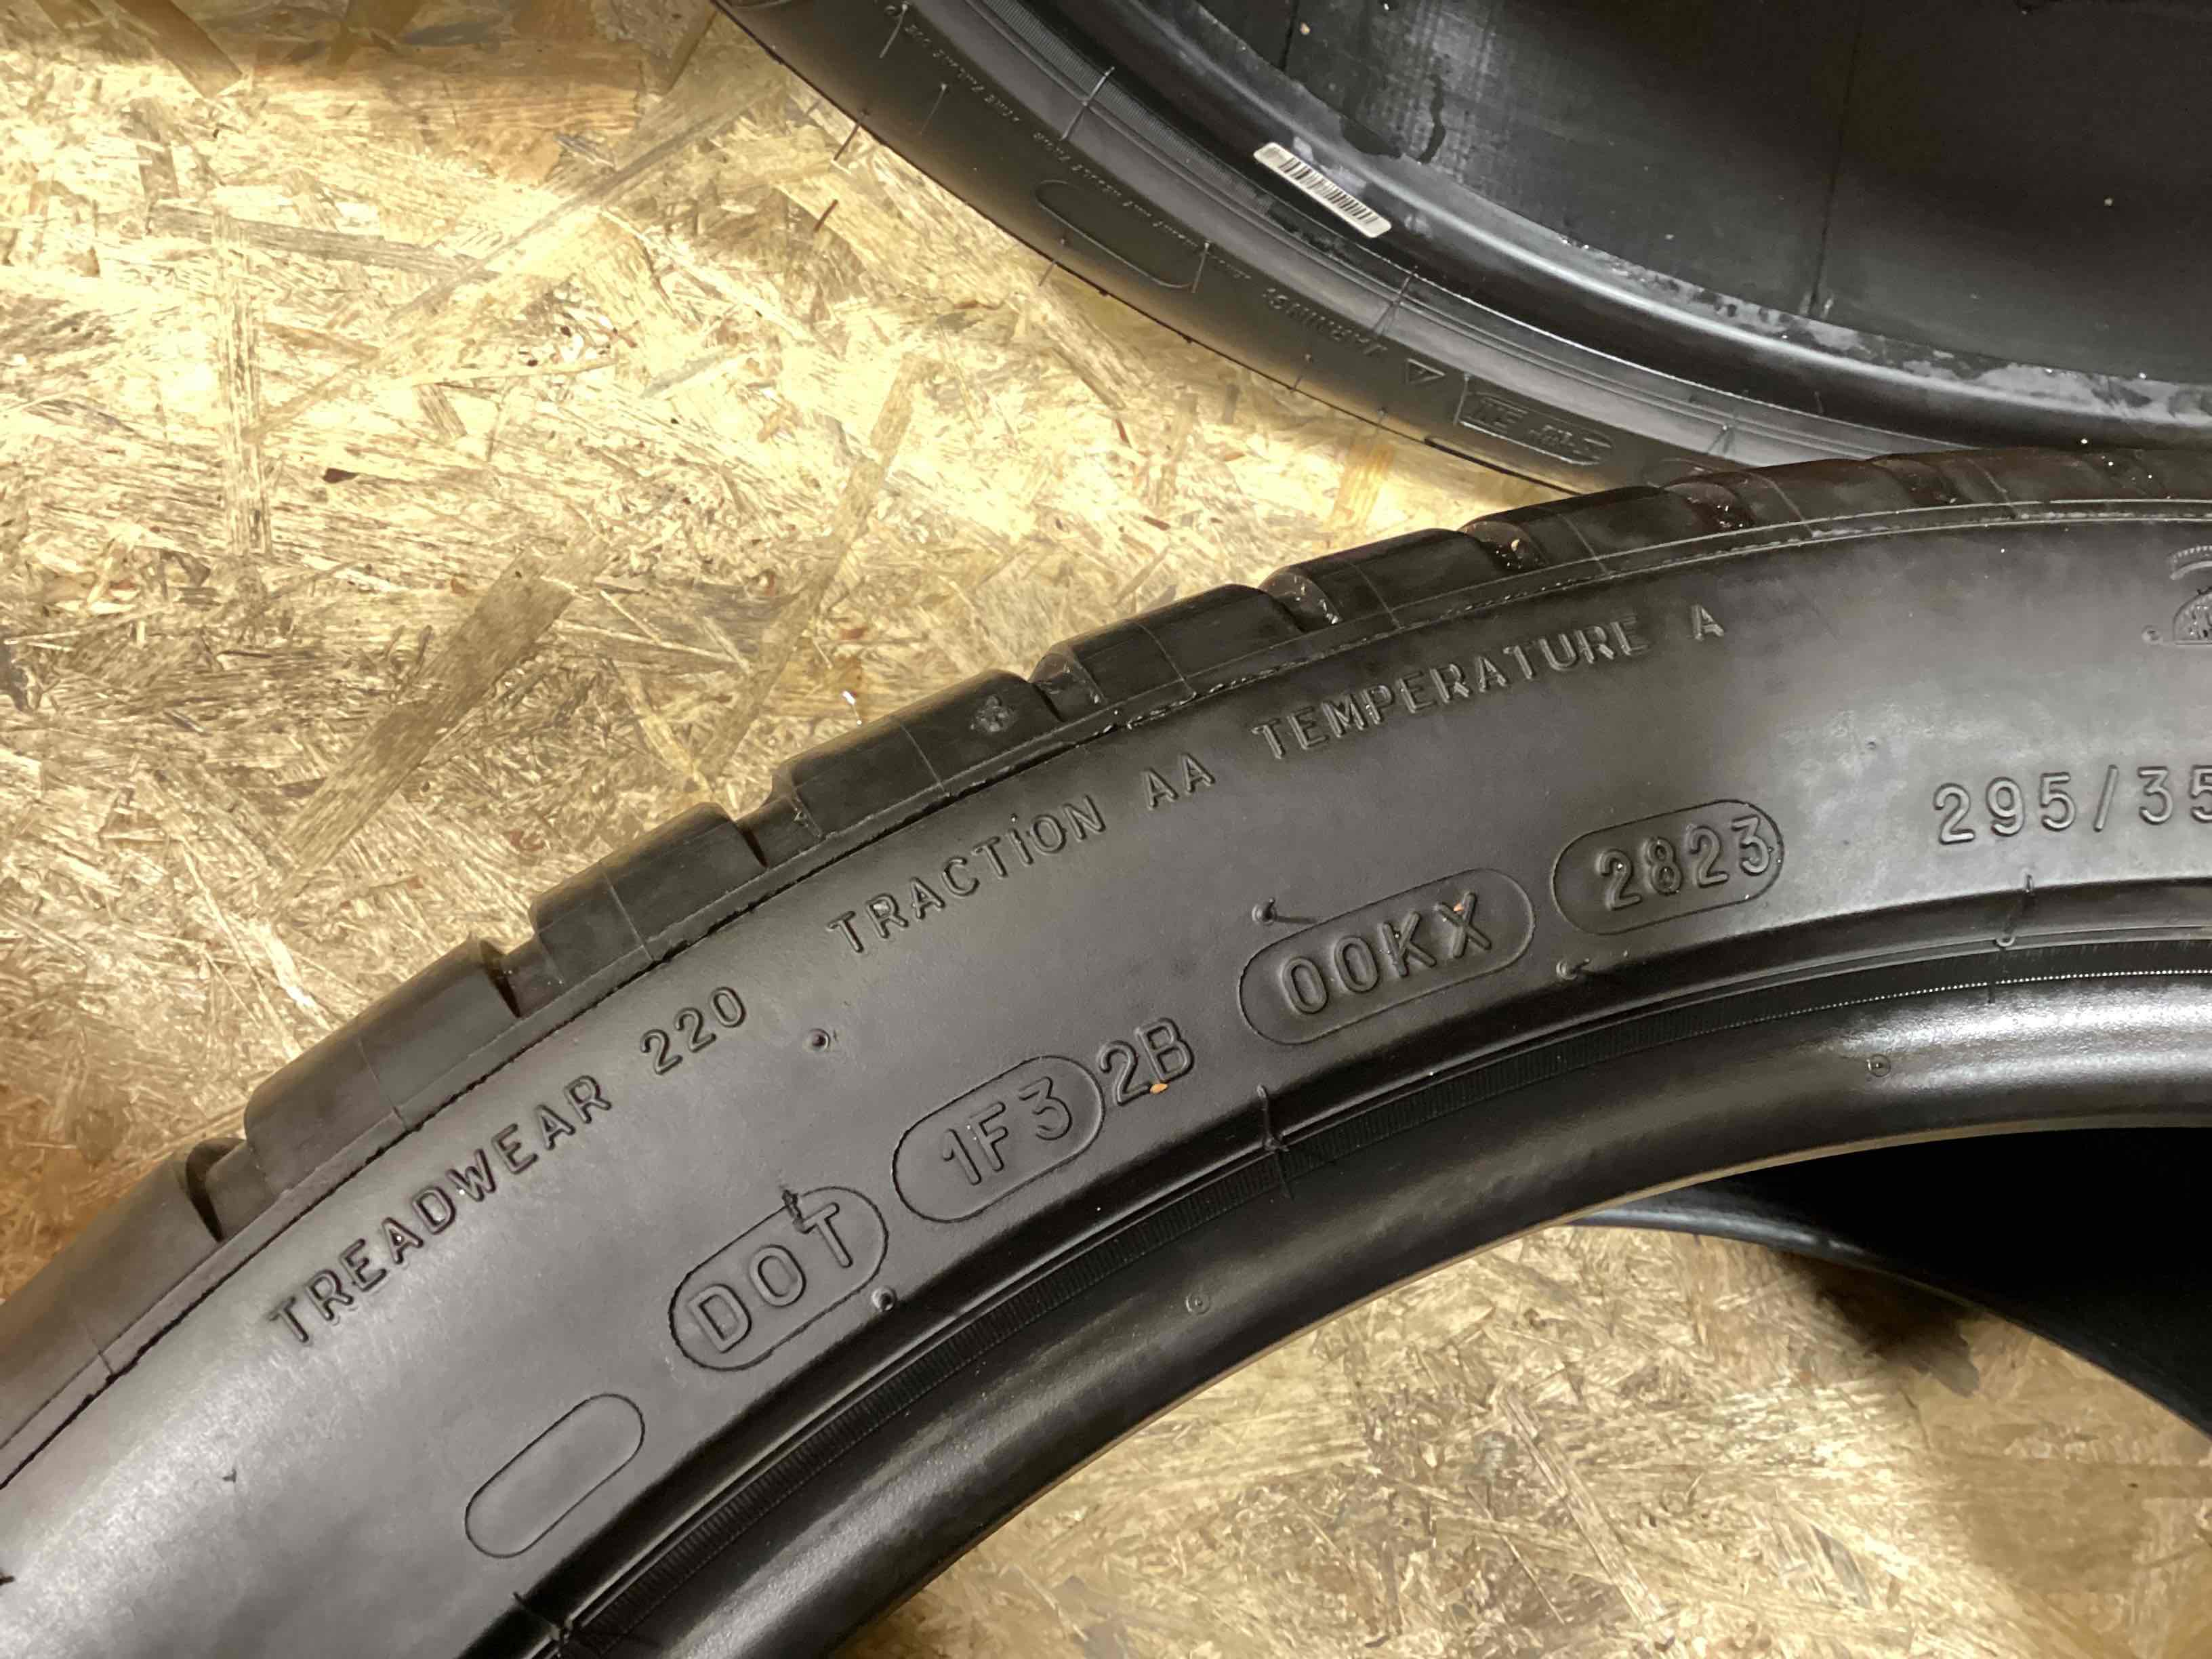 TREADWEAR 220 TRACTION AA TEMPERATURE A
DOT 1F3 2B 00KX 2823 295/35